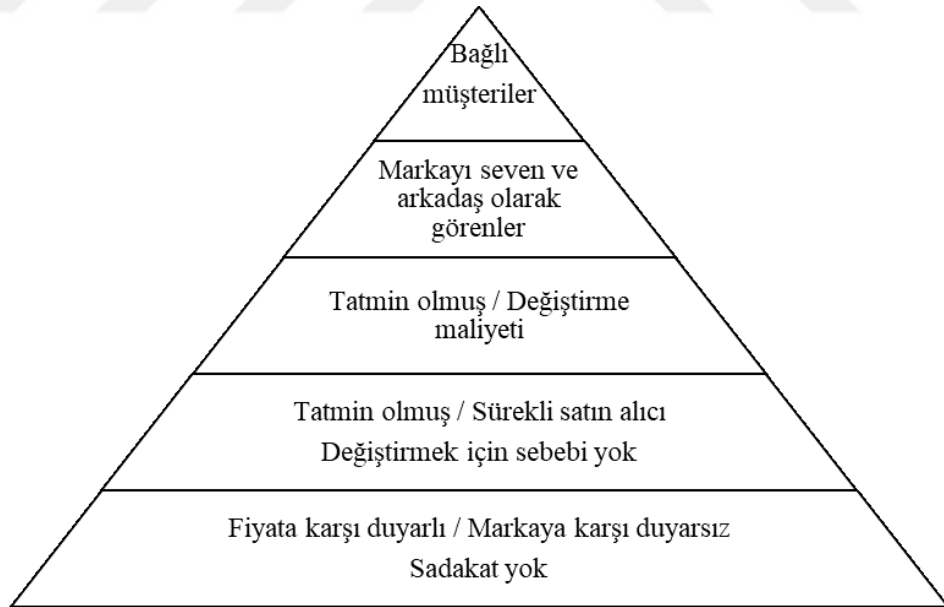 Bağlı
müşteriler
Markayı seven ve
arkadaş olarak
görenler
Tatmin olmuş / Değiştirme
maliyeti
Tatmin olmuş / Sürekli satın alıcı
Değiştirmek için sebebi yok
Fiyata karşı duyarlı / Markaya karşı duyarsız
Sadakat yok